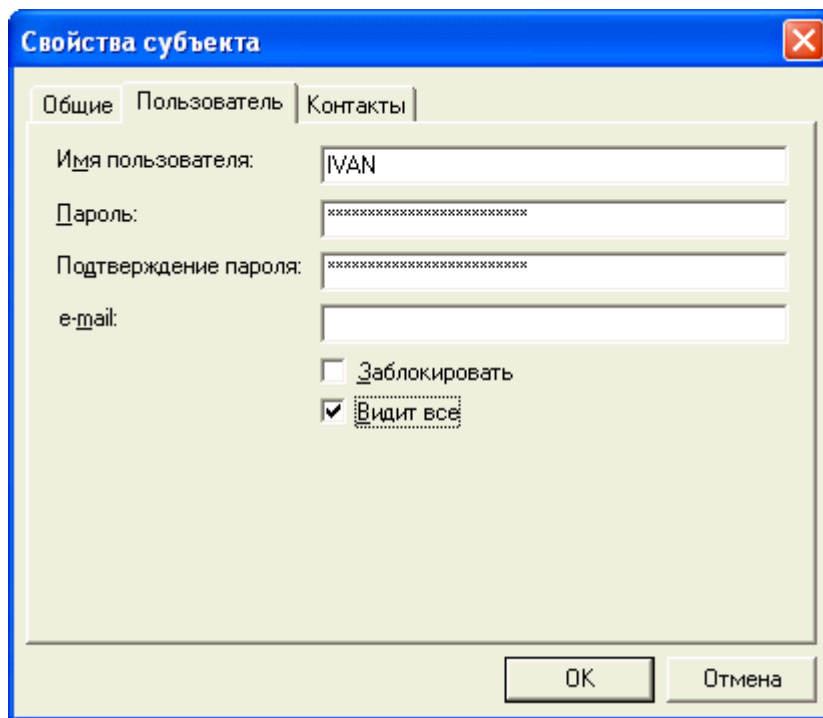 Свойства субъекта
Общие Пользователь Контакты
Имя пользователя: IVAN
Пароль: *************************
Подтверждение пароля: *************************
e-mail:
Заблокировать
Видит все
OK Отмена